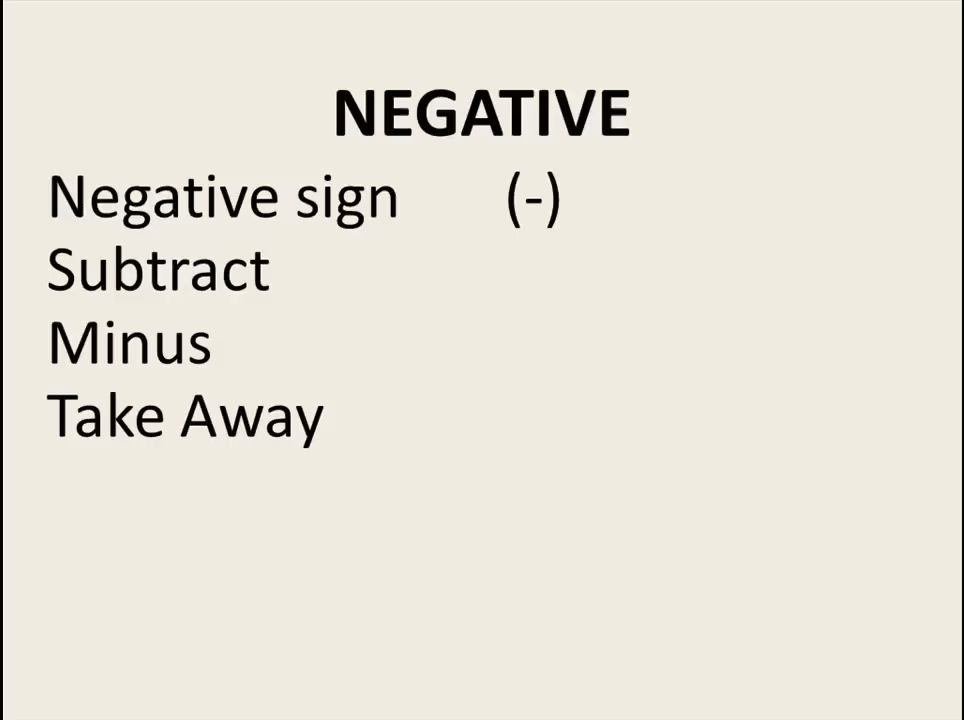 NEGATIVE
Negative sign (-)
Subtract
Minus
Take Away